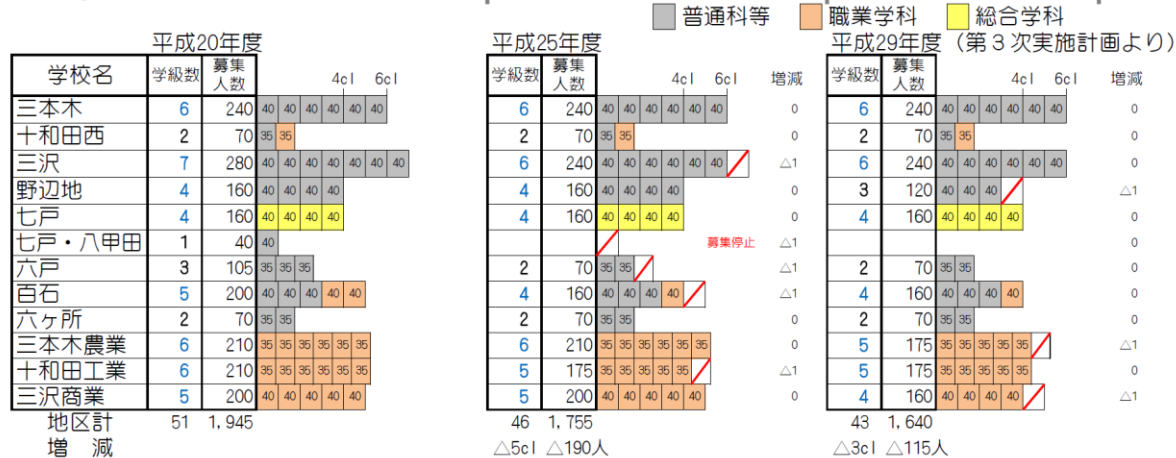 普通科等 職業学科 総合学科
平成20年度 平成25年度 平成29年度（第３次実施計画より）
学校名 学級数 募集人数 4cl 6cl 学級数 募集人数 4cl 6cl 増減 学級数 募集人数 4cl 6cl 増減
三本木 6 240 40 40 40 40 40 40 6 240 40 40 40 40 40 40 0 6 240 40 40 40 40 40 40 0
十和田西 2 70 35 35 2 70 35 35 0 2 70 35 35 0
三沢 7 280 40 40 40 40 40 40 40 6 240 40 40 40 40 40 40 △1 6 240 40 40 40 40 40 40 0
野辺地 4 160 40 40 40 40 4 160 40 40 40 40 0 3 120 40 40 40 △1
七戸 4 160 40 40 40 40 4 160 40 40 40 40 0 4 160 40 40 40 40 0
七戸・八甲田 1 40 40 募集停止 △1 0
六戸 3 105 35 35 35 2 70 35 35 △1 2 70 35 35 0
百石 5 200 40 40 40 40 40 4 160 40 40 40 40 △1 4 160 40 40 40 40 0
六ヶ所 2 70 35 35 2 70 35 35 0 2 70 35 35 0
三本木農業 6 210 35 35 35 35 35 35 6 210 35 35 35 35 35 35 0 5 175 35 35 35 35 35 △1
十和田工業 6 210 35 35 35 35 35 35 5 175 35 35 35 35 35 △1 5 175 35 35 35 35 35 0
三沢商業 5 200 40 40 40 40 40 5 200 40 40 40 40 40 0 4 160 40 40 40 40 △1
地区計 51 1,945 46 1,755 43 1,640
増 減 △5cl △190人 △3cl △115人